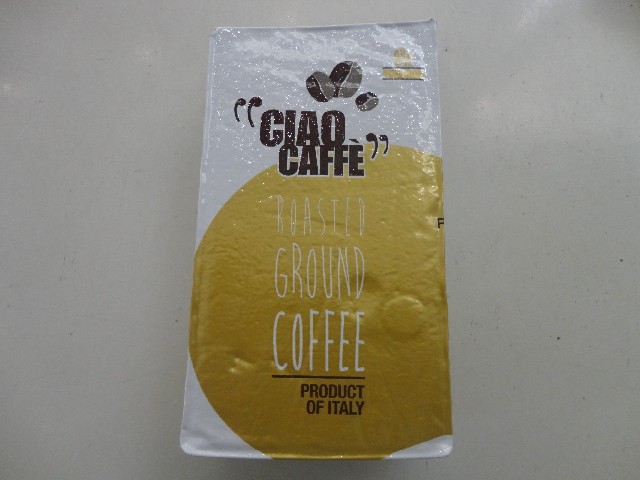 “CIAO
CAFFÈ”
ROASTED
GROUND
COFFEE
PRODUCT
OF ITALY
F